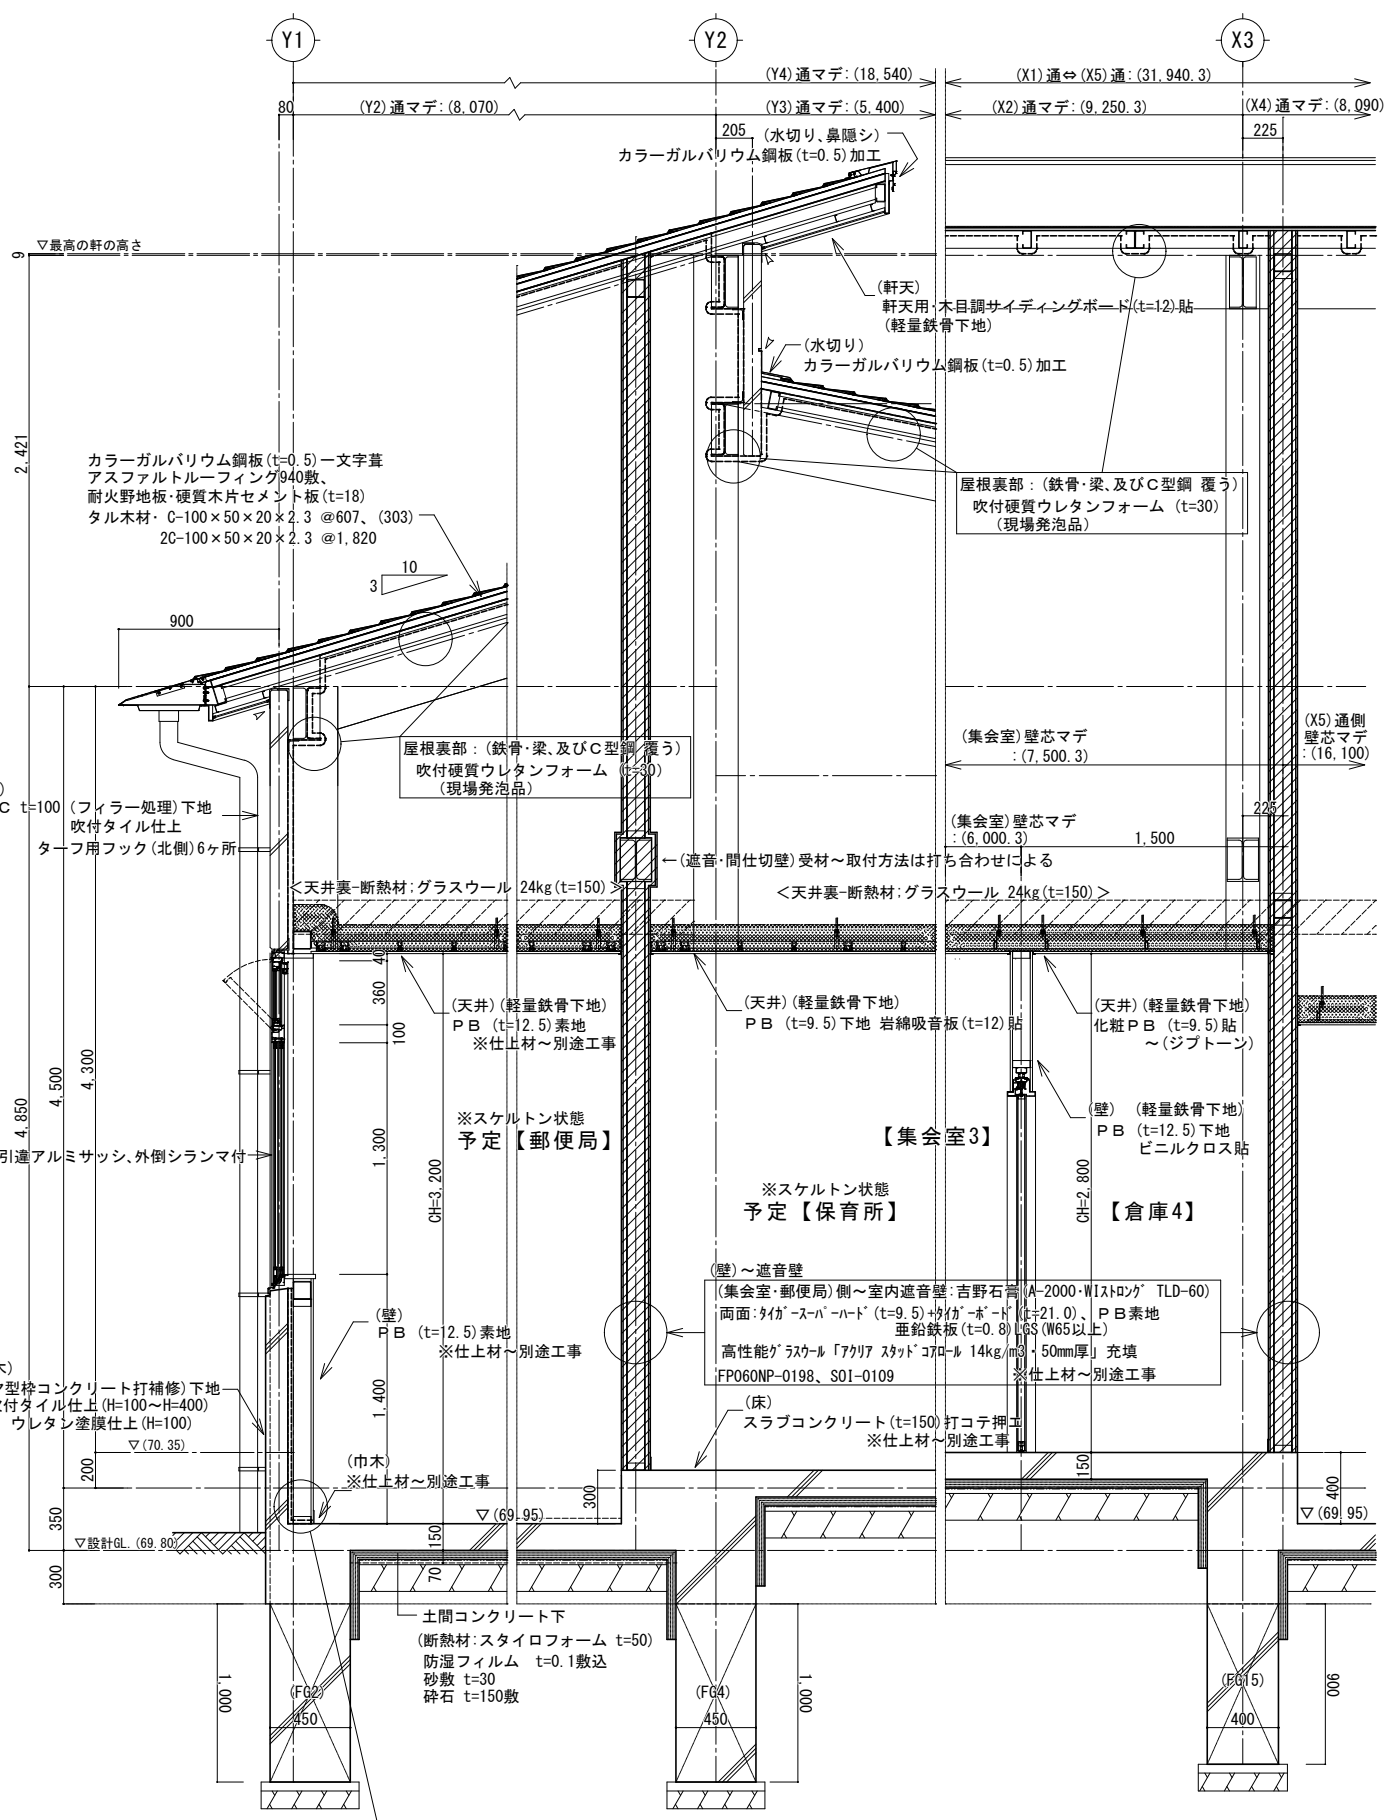 Y1
Y2
X3
(Y4)通マデ:(18,540)
(X1)通⇔(X5)通:(31,940.3)
80
(Y2)通マデ:(8,070)
(Y3)通マデ:(5,400)
(X2)通マデ:(9,250.3)
(X4)通マデ:(8,090)
205
225
(水切り､鼻隠シ)
カラーガルバリウム鋼板(t=0.5)加工
▽最高の軒の高さ
9
(軒天)
軒天用･木目調サイディングボード(t=12)貼
(軽量鉄骨下地)
(水切り)
カラーガルバリウム鋼板(t=0.5)加工
2,421
カラーガルバリウム鋼板(t=0.5)一文字葺
アスファルトルーフィング940敷、
耐火野地板･硬質木片セメント板(t=18)
タル木材･ C-100×50×20×2.3 @607、(303)
2C-100×50×20×2.3 @1,820
屋根裏部：(鉄骨･梁､及びC型鋼 覆う)
吹付硬質ウレタンフォーム (t=30)
(現場発泡品)
10
3
900
屋根裏部：(鉄骨･梁､及びC型鋼 覆う)
吹付硬質ウレタンフォーム (t=30)
(現場発泡品)
(集会室)壁芯マデ
:(7,500.3)
(X5)通側
壁芯マデ
:(16,100)
)
C t=100 (フィラー処理)下地
吹付タイル仕上
ターフ用フック(北側)6ヶ所
225
(集会室)壁芯マデ
:(6,000.3)
1,500
←(遮音･間仕切壁)受材～取付方法は打ち合わせによる
<天井裏-断熱材;グラスウール 24kg(t=150)>
<天井裏-断熱材;グラスウール 24kg(t=150)>
40
360
100
(天井)(軽量鉄骨下地)
PB (t=12.5)素地
※仕上材～別途工事
(天井)(軽量鉄骨下地)
PB (t=9.5)下地 岩綿吸音板(t=12)貼
(天井)(軽量鉄骨下地)
化粧PB (t=9.5)貼
～(ジプトーン)
4,850
4,500
4,300
(壁) (軽量鉄骨下地)
PB (t=12.5)下地
ビニルクロス貼
※スケルトン状態
予定【郵便局】
【集会室3】
引違アルミサッシ､外倒シランマ付
1,300
CH=3,200
CH=2,800
※スケルトン状態
予定【保育所】
【倉庫4】
(壁)～遮音壁
(集会室･郵便局)側～室内遮音壁:吉野石膏(A-2000･WIｽﾄﾛﾝｸﾞ TLD-60)
両面:ﾀｲｶﾞｰｽｰﾊﾟｰﾊｰﾄﾞ(t=9.5)+ﾀｲｶﾞｰﾎﾞｰﾄﾞ(t=21.0)、PB素地
亜鉛鉄板(t=0.8)LGS(W65以上)
高性能ｸﾞﾗｽｳｰﾙ「ｱｸﾘｱ ｽﾀｯﾄﾞｺｱﾛｰﾙ 14kg/m3･50mm厚」充填
FP060NP-0198、SOI-0109
※仕上材～別途工事
(壁)
PB (t=12.5)素地
※仕上材～別途工事
木)
型枠コンクリート打補修)下地
付タイル仕上(H=100～H=400)
ウレタン塗膜仕上(H=100)
1,400
(床)
スラブコンクリート(t=150)打コテ押エ
※仕上材～別途工事
▽(70.35)
200
(巾木)
※仕上材～別途工事
150
400
300
▽(69.95)
▽(69.95)
350
▽設計GL.(69.80)
150
70
300
土間コンクリート下
(断熱材:スタイロフォーム t=50)
防湿フィルム t=0.1敷込
砂敷 t=30
砕石 t=150敷
1,000
(FG2)
450
(FG4)
450
1,000
(FG15)
400
900